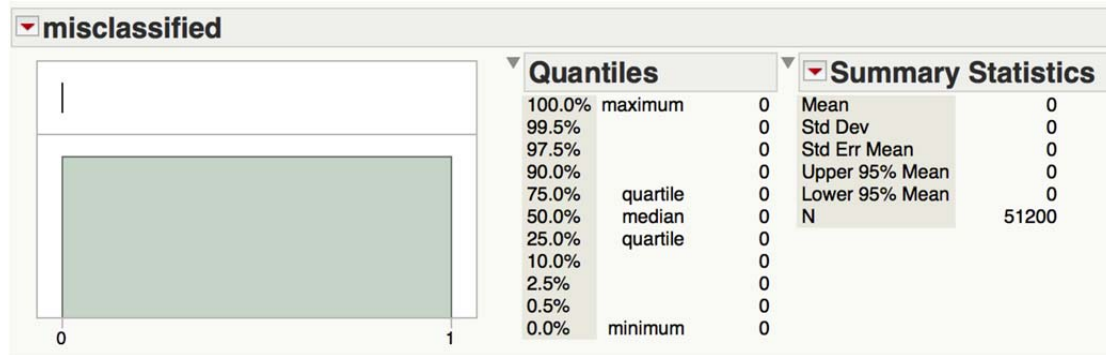 misclassified
0 1
Quantiles
100.0% maximum 0
99.5% 0
97.5% 0
90.0% 0
75.0% quartile 0
50.0% median 0
25.0% quartile 0
10.0% 0
2.5% 0
0.5% 0
0.0% minimum 0
Summary Statistics
Mean 0
Std Dev 0
Std Err Mean 0
Upper 95% Mean 0
Lower 95% Mean 0
N 51200